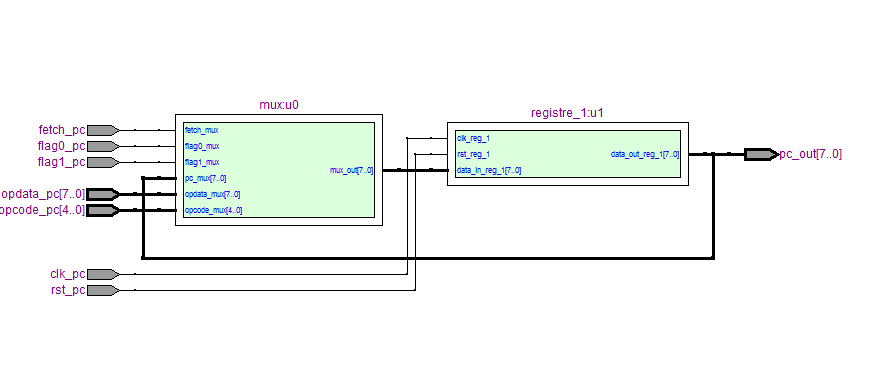 mux:u0
registre_1:u1
fetch_pc
flag0_pc
flag1_pc
opdata_pc[7..0]
opcode_pc[4..0]
clk_pc
rst_pc
fetch_mux
flag0_mux
flag1_mux
pc_mux[7..0]
opdata_mux[7..0]
opcode_mux[4..0]
mux_out[7..0]
clk_reg_1
rst_reg_1
data_in_reg_1[7..0]
data_out_reg_1[7..0]
pc_out[7..0]